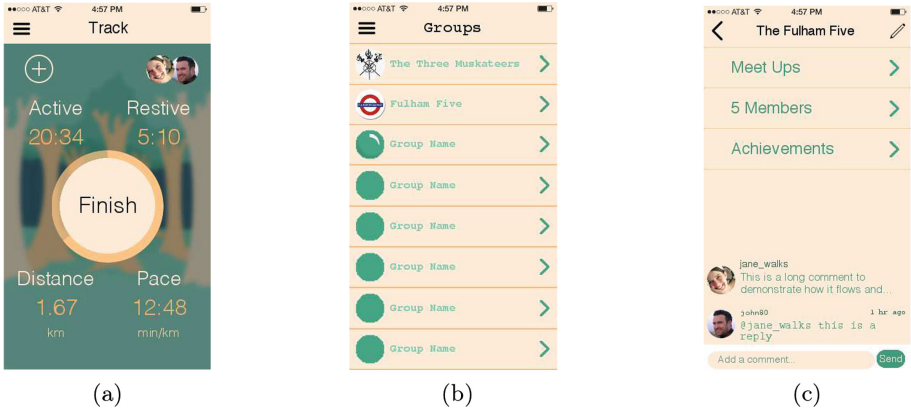 ●●○○○ AT&T 4:57 PM
Track
Active Restive
20:34 5:10
Finish
Distance Pace
1.67 12:48
km min/km
(a)
●●○○○ AT&T 4:57 PM
Groups
The Three Muskateers
Fulham Five
Group Name
Group Name
Group Name
Group Name
Group Name
Group Name
(b)
●●○○○ AT&T 4:57 PM
The Fulham Five
Meet Ups
5 Members
Achievements
jane_walks
This is a long comment to
demonstrate how it flows and...
john80 1 hr ago
@jane_walks this is a
reply
Add a comment... Send
(c)